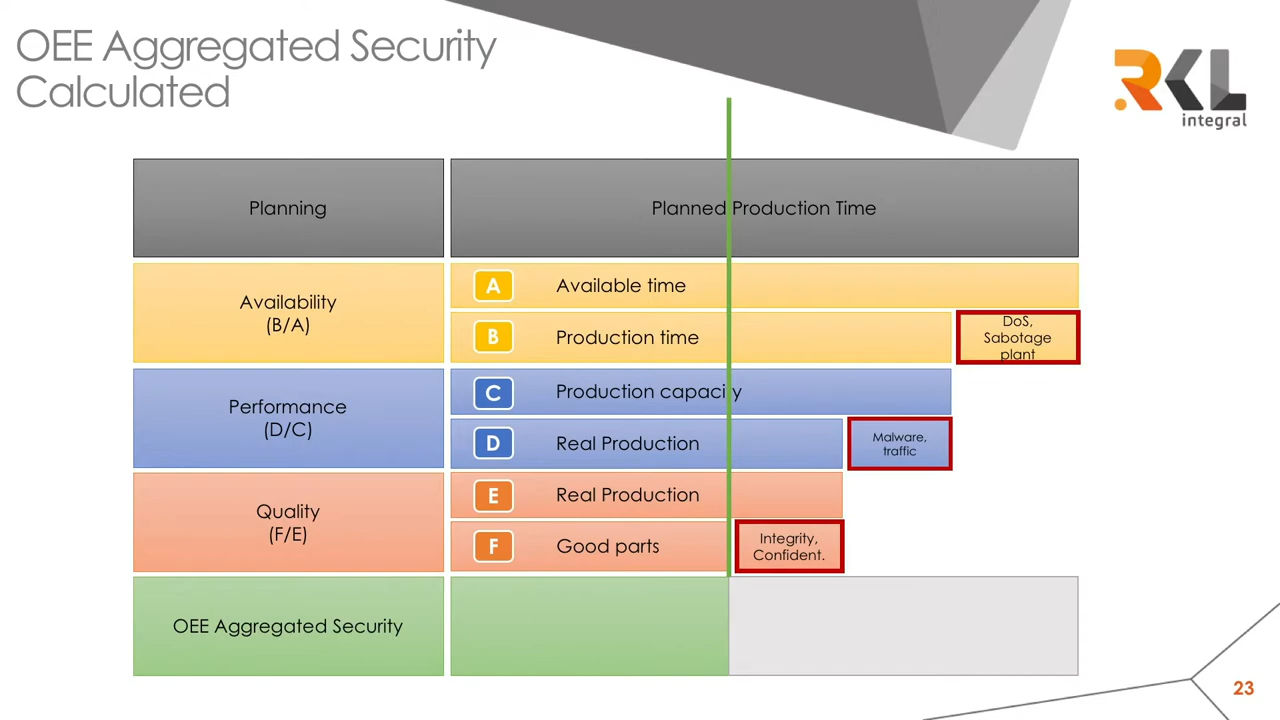 OEE Aggregated Security
Calculated
RKL
integral
Planning
Planned Production Time
Availability
(B/A)
A
Available time
B
Production time
DoS,
Sabotage
plant
Performance
(D/C)
C
Production capacity
D
Real Production
Malware,
traffic
Quality
(F/E)
E
Real Production
F
Good parts
Integrity,
Confident.
OEE Aggregated Security
23